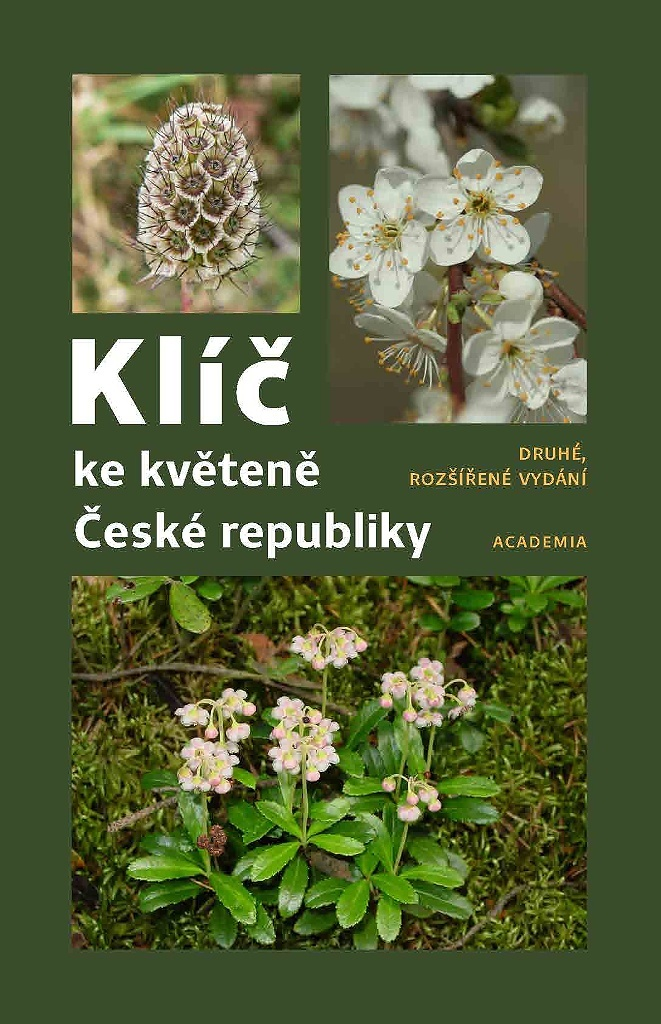 Klíč
ke květeně
České republiky
DRUHÉ,
ROZŠÍŘENÉ VYDÁNÍ
ACADEMIA